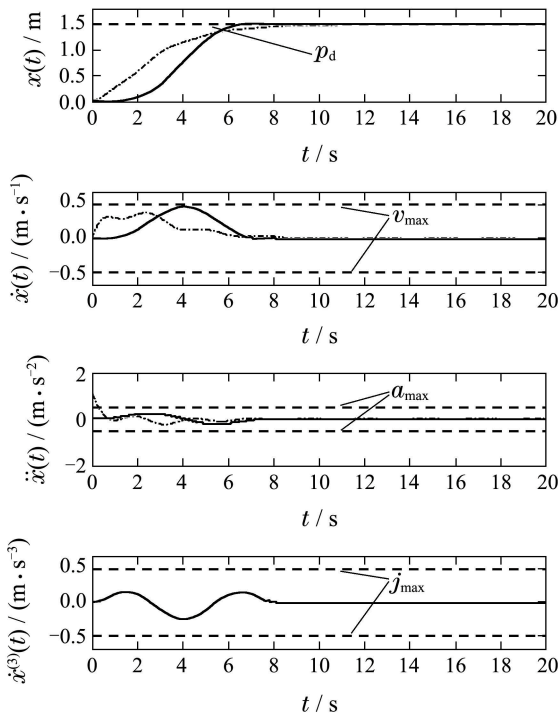 x(t) / m
1.5
1.0
0.5
0.0
p_d
0 2 4 6 8 10 12 14 16 18 20
t / s
ẋ(t) / (m • s⁻¹)
0.5
0.0
−0.5
v_max
0 2 4 6 8 10 12 14 16 18 20
t / s
ẍ(t) / (m • s⁻²)
2
0
−2
a_max
0 2 4 6 8 10 12 14 16 18 20
t / s
ẋ⁽³⁾(t) / (m • s⁻³)
0.5
0.0
−0.5
j_max
0 2 4 6 8 10 12 14 16 18 20
t / s